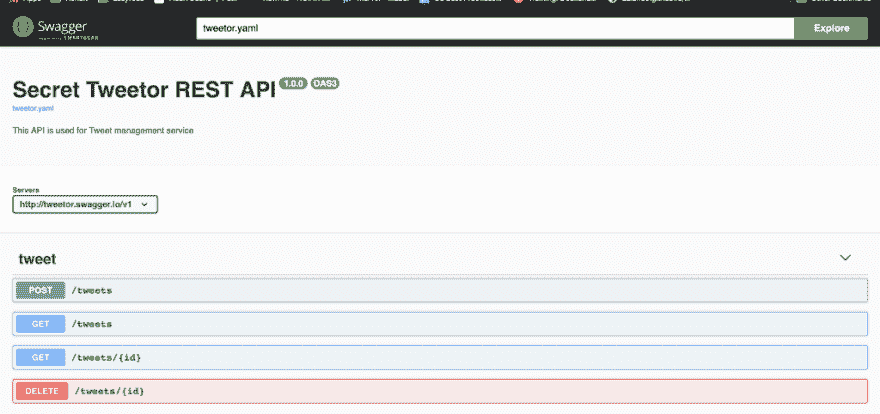 Swagger
tweetor.yaml
Explore
Secret Tweetor REST API 1.0.0 OAS3
tweetor.yaml
This API is used for Tweet management service
Servers
http://tweetor.swagger.io/v1
tweet
POST /tweets
GET /tweets
GET /tweets/{id}
DELETE /tweets/{id}